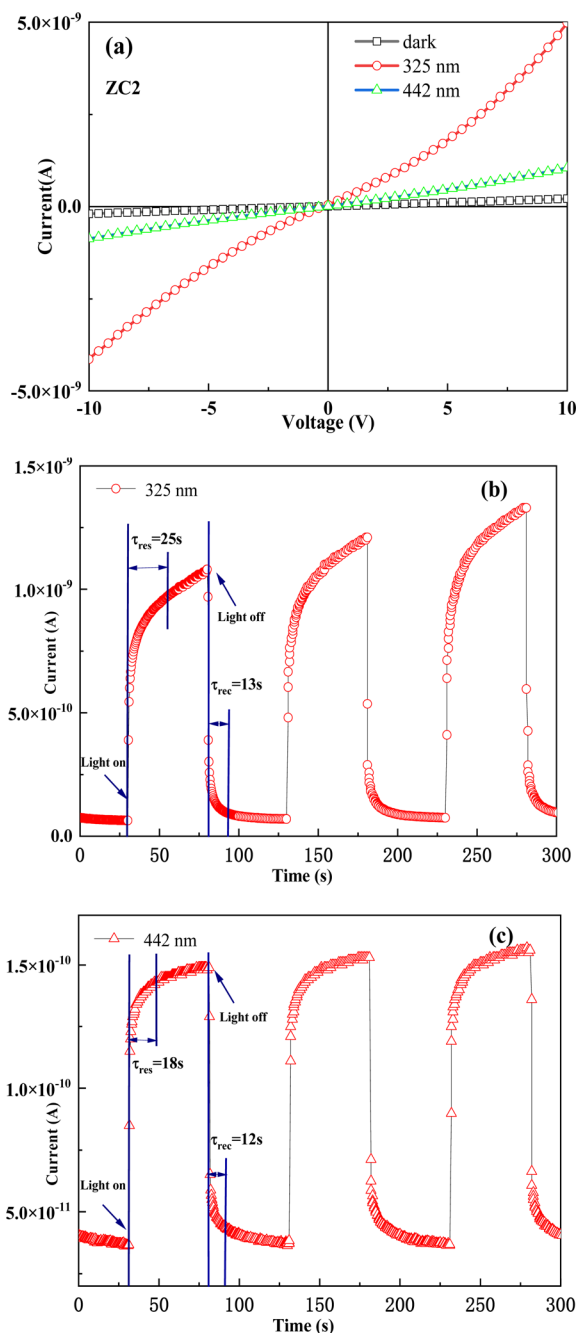 (a)
ZC2
dark
325 nm
442 nm
5.0×10⁻⁹
0.0
-5.0×10⁻⁹
Current(A)
-10
-5
0
5
10
Voltage (V)
(b)
325 nm
1.5×10⁻⁹
1.0×10⁻⁹
5.0×10⁻¹⁰
0.0
Current (A)
τres=25s
Light off
τrec=13s
Light on
0
50
100
150
200
250
300
Time (s)
(c)
442 nm
1.5×10⁻¹⁰
1.0×10⁻¹⁰
5.0×10⁻¹¹
Current (A)
Light off
τres=18s
τrec=12s
Light on
0
50
100
150
200
250
300
Time (s)